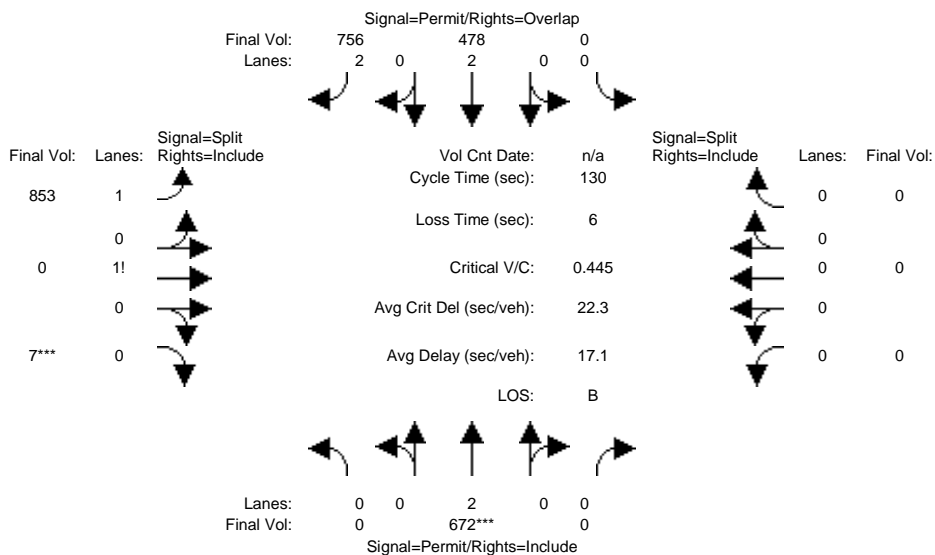 Signal=Permit/Rights=Overlap
Final Vol: 756 478 0
Lanes: 2 0 2 0 0
Signal=Split
Final Vol: Lanes: Rights=Include
Vol Cnt Date: n/a
Signal=Split
Rights=Include Lanes: Final Vol:
Cycle Time (sec): 130
853 1
0 0
Loss Time (sec): 6
0
0
0 1!
Critical V/C: 0.445
0 0
0
Avg Crit Del (sec/veh): 22.3
0
7*** 0
Avg Delay (sec/veh): 17.1
0 0
LOS: B
Lanes: 0 0 2 0 0
Final Vol: 0 672*** 0
Signal=Permit/Rights=Include